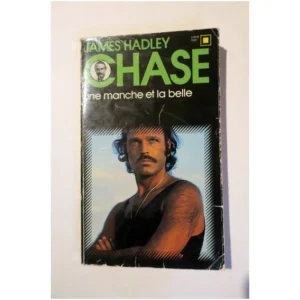 JAMES HADLEY
CHASE
une manche et la belle